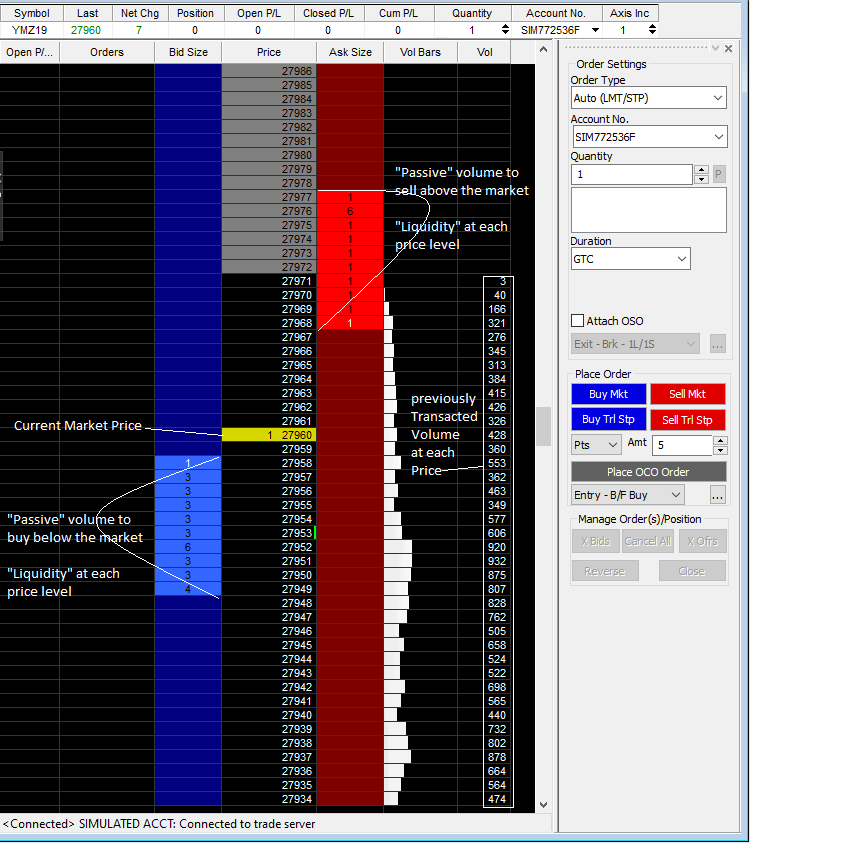 Symbol Last Net Chg Position Open P/L Closed P/L Cum P/L Quantity Account No. Axis Inc
YMZ19 27960 7 0 0 0 0 1 SIM772536F 1
Open P/... Orders Bid Size Price Ask Size Vol Bars Vol
27986
27985
27984
27983
27982
27981
27980
27979
27978
27977 1
27976 6
27975 1
27974 1
27973 1
27972 1
27971 1 3
27970 1 40
27969 1 166
27968 1 321
27967 276
27966 345
27965 313
27964 384
27963 415
27962 426
27961 326
1 27960 428
27959 360
1 27958 553
3 27957 362
3 27956 463
3 27955 349
3 27954 577
3 27953 606
6 27952 920
3 27951 932
3 27950 875
4 27949 807
27948 828
27947 762
27946 505
27945 658
27944 524
27943 522
27942 698
27941 565
27940 440
27939 732
27938 802
27937 878
27936 664
27935 564
27934 474
"Passive" volume to
sell above the market
"Liquidity" at each
price level
previously
Transacted
Volume
at each
Price
Current Market Price
"Passive" volume to
buy below the market
"Liquidity" at each
price level
<Connected> SIMULATED ACCT: Connected to trade server
Order Settings
Order Type
Auto (LMT/STP)
Account No.
SIM772536F
Quantity
1 P
Duration
GTC
Attach OSO
Exit - Brk - 1L/1S ...
Place Order
Buy Mkt Sell Mkt
Buy Trl Stp Sell Trl Stp
Pts Amt 5
Place OCO Order
Entry - B/F Buy ...
Manage Order(s)/Position
X Bids Cancel All X Ofrs
Reverse Close